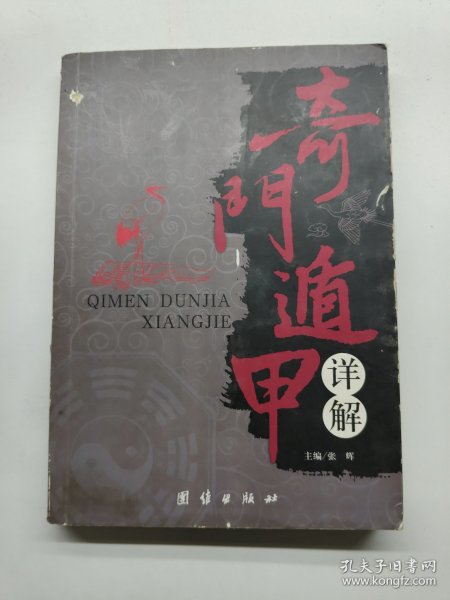 奇門遁甲
详解
QIMEN DUNJIA
XIANGJIE
主编/张辉
团结出版社
孔夫子旧书网
www.kongfz.com